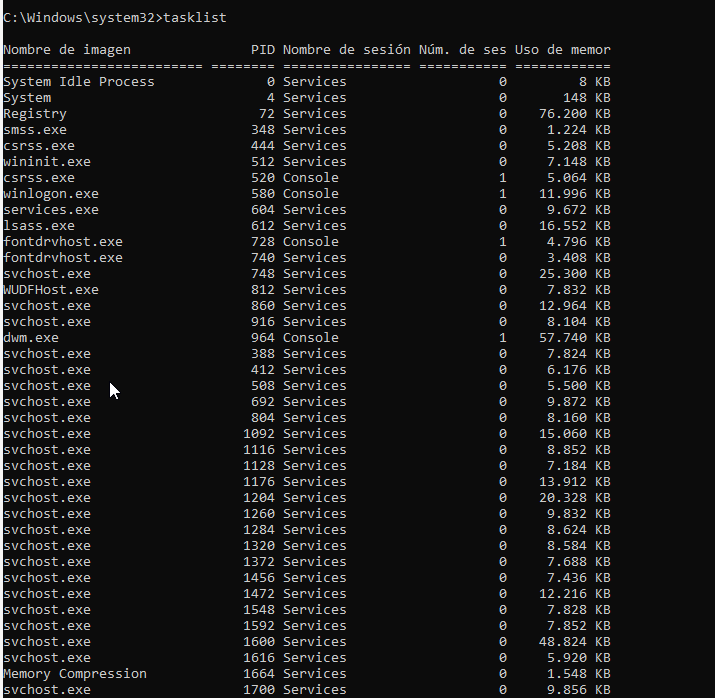 C:\Windows\system32>tasklist
Nombre de imagen PID Nombre de sesión Núm. de ses Uso de memor
========================= ======== ================ =========== ============
System Idle Process 0 Services 0 8 KB
System 4 Services 0 148 KB
Registry 72 Services 0 76.200 KB
smss.exe 348 Services 0 1.224 KB
csrss.exe 444 Services 0 5.208 KB
wininit.exe 512 Services 0 7.148 KB
csrss.exe 520 Console 1 5.064 KB
winlogon.exe 580 Console 1 11.996 KB
services.exe 604 Services 0 9.672 KB
lsass.exe 612 Services 0 16.552 KB
fontdrvhost.exe 728 Console 1 4.796 KB
fontdrvhost.exe 740 Services 0 3.408 KB
svchost.exe 748 Services 0 25.300 KB
WUDFHost.exe 812 Services 0 7.832 KB
svchost.exe 860 Services 0 12.964 KB
svchost.exe 916 Services 0 8.104 KB
dwm.exe 964 Console 1 57.740 KB
svchost.exe 388 Services 0 7.824 KB
svchost.exe 412 Services 0 6.176 KB
svchost.exe 508 Services 0 5.500 KB
svchost.exe 692 Services 0 9.872 KB
svchost.exe 804 Services 0 8.160 KB
svchost.exe 1092 Services 0 15.060 KB
svchost.exe 1116 Services 0 8.852 KB
svchost.exe 1128 Services 0 7.184 KB
svchost.exe 1176 Services 0 13.912 KB
svchost.exe 1204 Services 0 20.328 KB
svchost.exe 1260 Services 0 9.832 KB
svchost.exe 1284 Services 0 8.624 KB
svchost.exe 1320 Services 0 8.584 KB
svchost.exe 1372 Services 0 7.688 KB
svchost.exe 1456 Services 0 7.436 KB
svchost.exe 1472 Services 0 12.216 KB
svchost.exe 1548 Services 0 7.828 KB
svchost.exe 1592 Services 0 7.852 KB
svchost.exe 1600 Services 0 48.824 KB
svchost.exe 1616 Services 0 5.920 KB
Memory Compression 1664 Services 0 1.548 KB
svchost.exe 1700 Services 0 9.856 KB